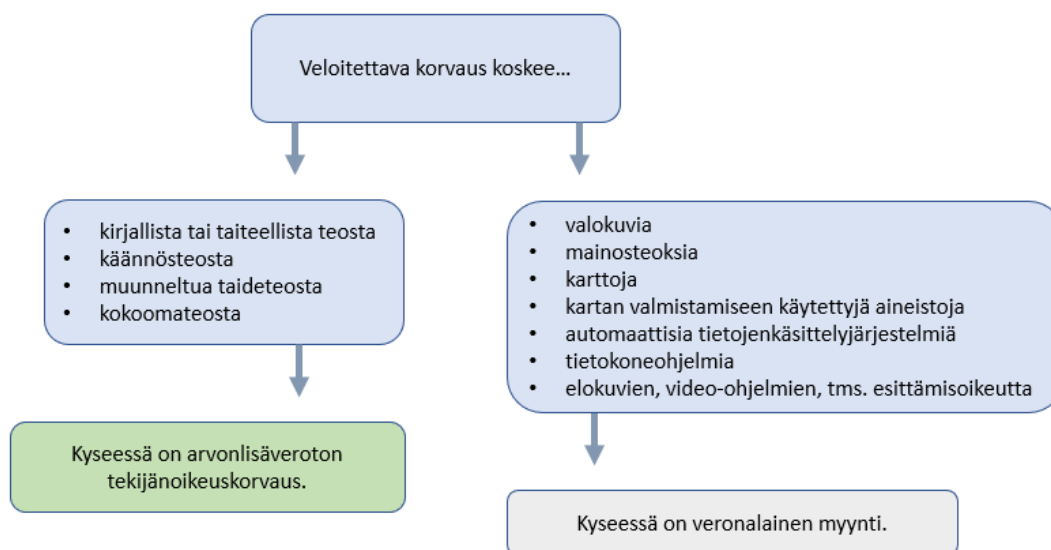 Veloitettava korvaus koskee…
• kirjallista tai taiteellista teosta
• käännösteosta
• muunneltua taideteosta
• kokoomateosta
• valokuvia
• mainosteoksia
• karttoja
• kartan valmistamiseen käytettyjä aineistoja
• automaattisia tietojenkäsittelyjärjestelmiä
• tietokoneohjelmia
• elokuvien, video-ohjelmien, tms. esittämisoikeutta
Kyseessä on arvonlisäveroton
tekijänoikeuskorvaus.
Kyseessä on veronalainen myynti.